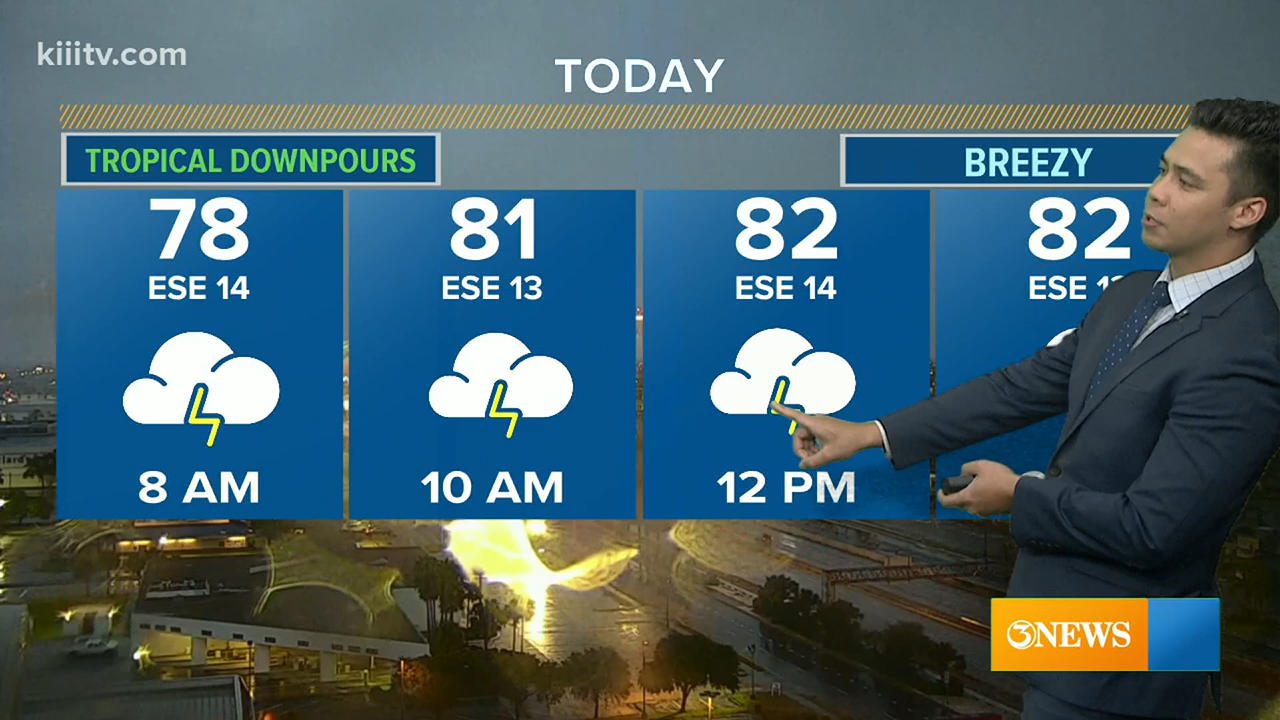 kiiitv.com
TODAY
TROPICAL DOWNPOURS
BREEZY
78
ESE 14
8 AM
81
ESE 13
10 AM
82
ESE 14
12 PM
82
ESE
3NEWS